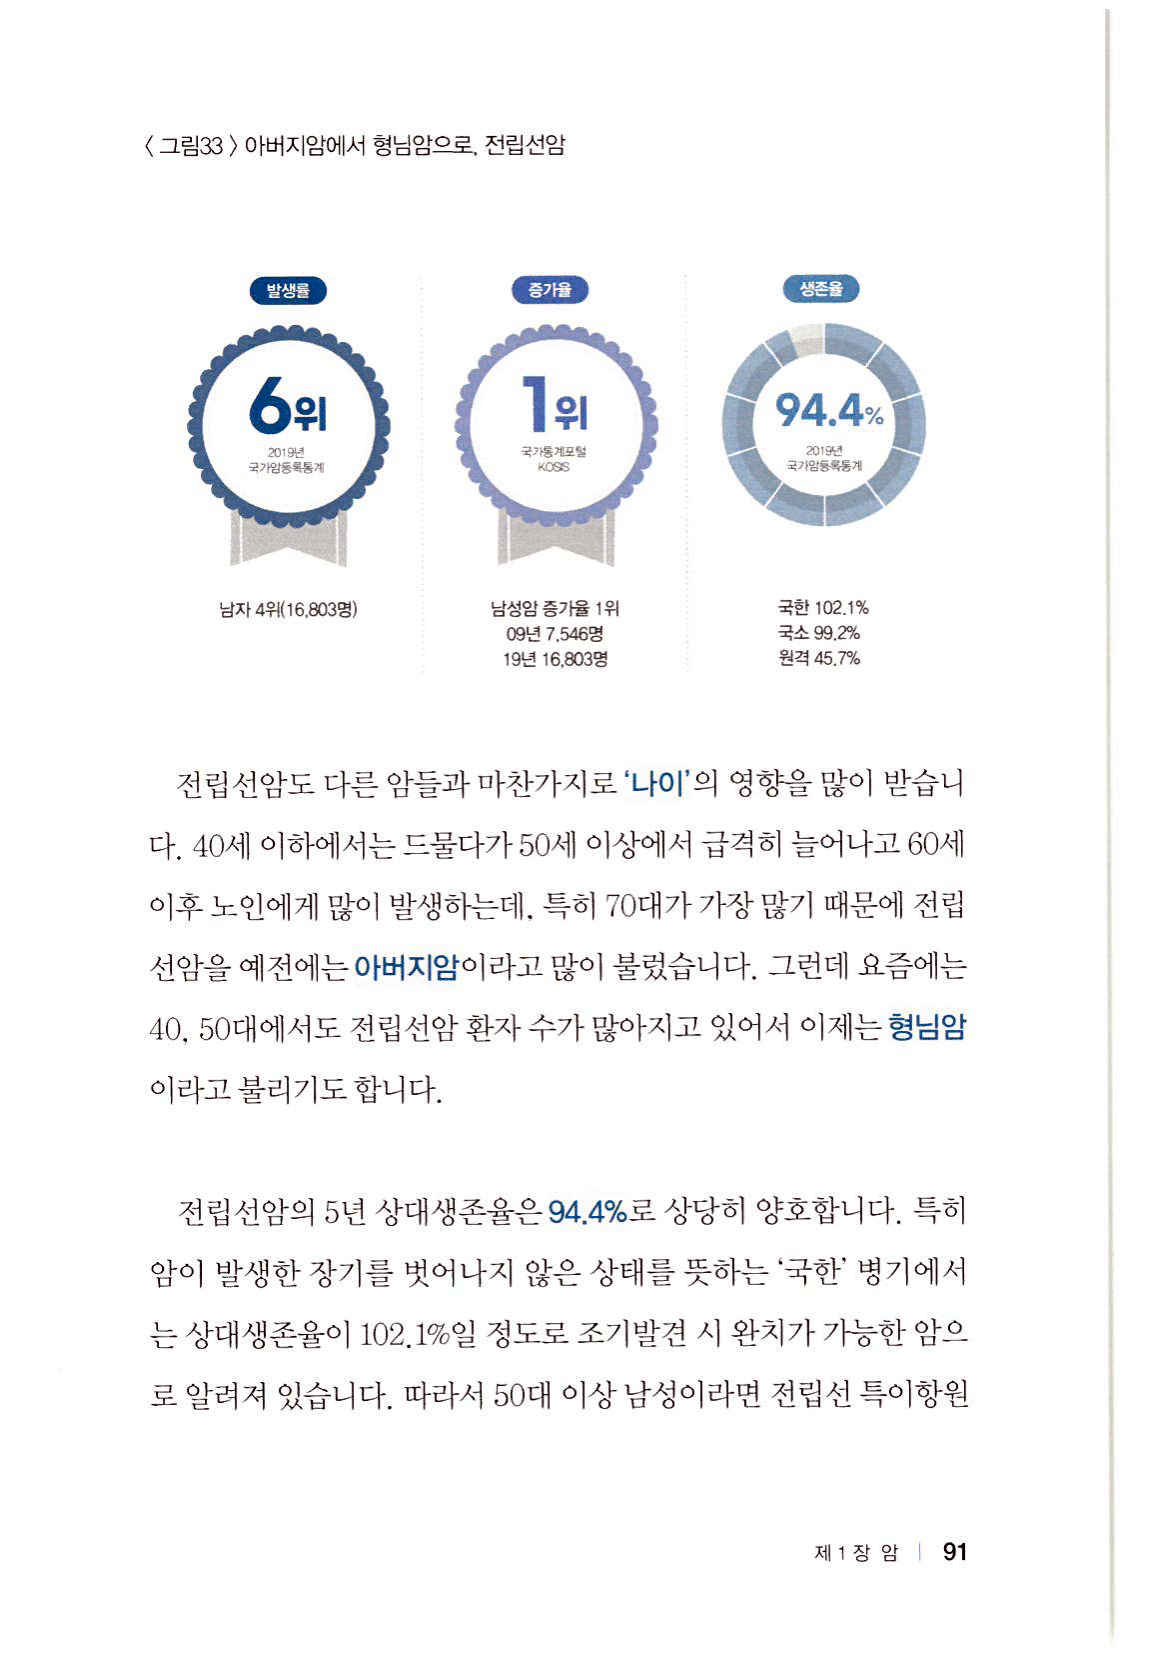 〈 그림33 〉 아버지암에서 형님암으로, 전립선암
발생률
6위
2019년
국가암등록통계
남자 4위(16,803명)
증가율
1위
국가통계포털
KOSIS
남성암 증가율 1위
09년 7,546명
19년 16,803명
생존율
94.4%
2019년
국가암등록통계
국한 102.1%
국소 99.2%
원격 45.7%
전립선암도 다른 암들과 마찬가지로 ‘나이’의 영향을 많이 받습니
다. 40세 이하에서는 드물다가 50세 이상에서 급격히 늘어나고 60세
이후 노인에게 많이 발생하는데, 특히 70대가 가장 많기 때문에 전립
선암을 예전에는 아버지암이라고 많이 불렀습니다. 그런데 요즘에는
40, 50대에서도 전립선암 환자 수가 많아지고 있어서 이제는 형님암
이라고 불리기도 합니다.
전립선암의 5년 상대생존율은 94.4%로 상당히 양호합니다. 특히
암이 발생한 장기를 벗어나지 않은 상태를 뜻하는 ‘국한’ 병기에서
는 상대생존율이 102.1%일 정도로 조기발견 시 완치가 가능한 암으
로 알려져 있습니다. 따라서 50대 이상 남성이라면 전립선 특이항원
제1장 암 | 91